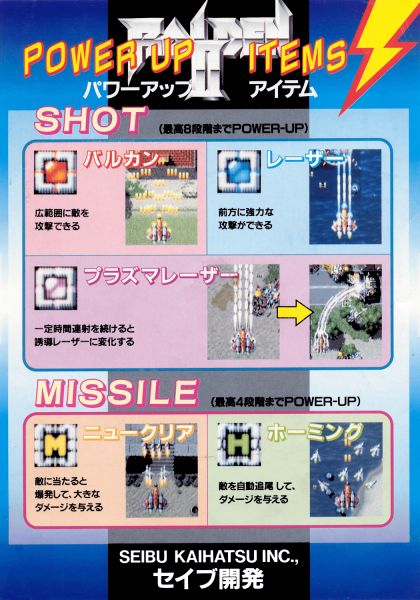 RAIDEN II
POWER UP ITEMS
パワーアップ アイテム
SHOT (最高8段階までPOWER-UP)
バルカン
広範囲に敵を
攻撃できる
レーザー
前方に強力な
攻撃ができる
プラズマレーザー
一定時間連射を続けると
誘導レーザーに変化する
MISSILE (最高4段階までPOWER-UP)
M
ニュークリア
敵に当たると
爆発して、大きな
ダメージを与える
H
ホーミング
敵を自動追尾して、
ダメージを与える
SEIBU KAIHATSU INC.,
セイブ開発